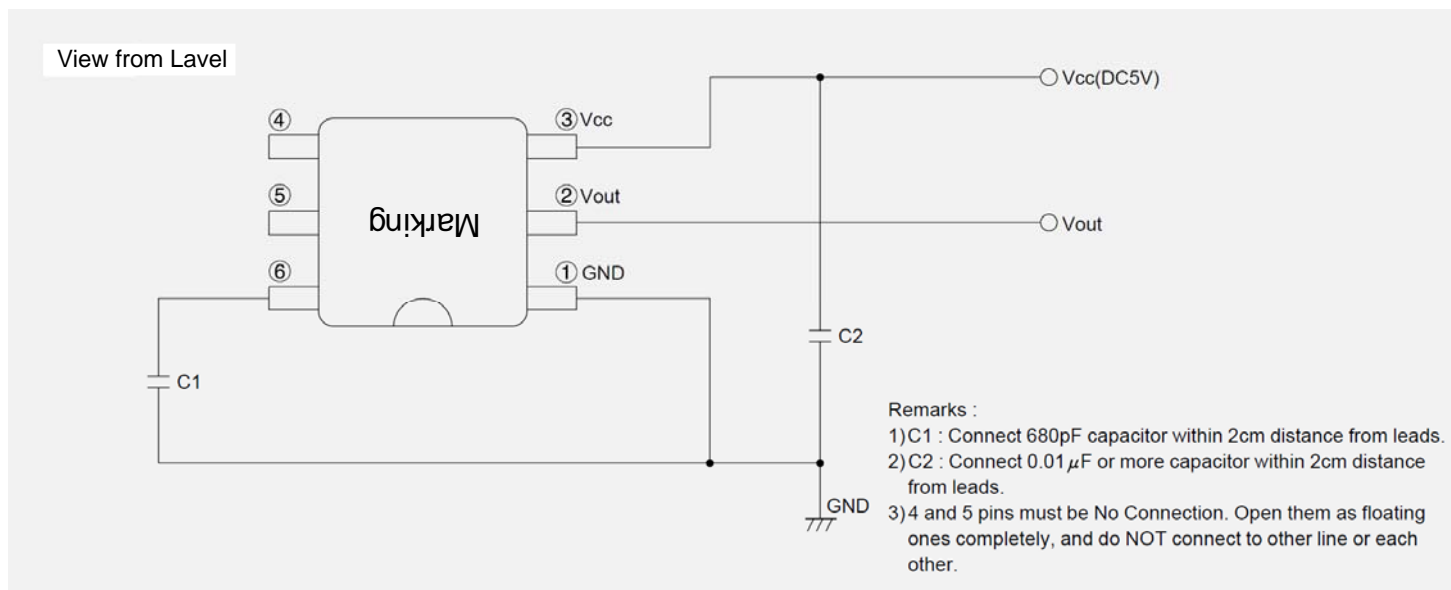 View from Lavel
④
③Vcc
Vcc(DC5V)
⑤
Marking
②Vout
Vout
⑥
①GND
C1
C2
GND
Remarks :
1)C1 : Connect 680pF capacitor within 2cm distance from leads.
2)C2 : Connect 0.01μF or more capacitor within 2cm distance
from leads.
3)4 and 5 pins must be No Connection. Open them as floating
ones completely, and do NOT connect to other line or each
other.